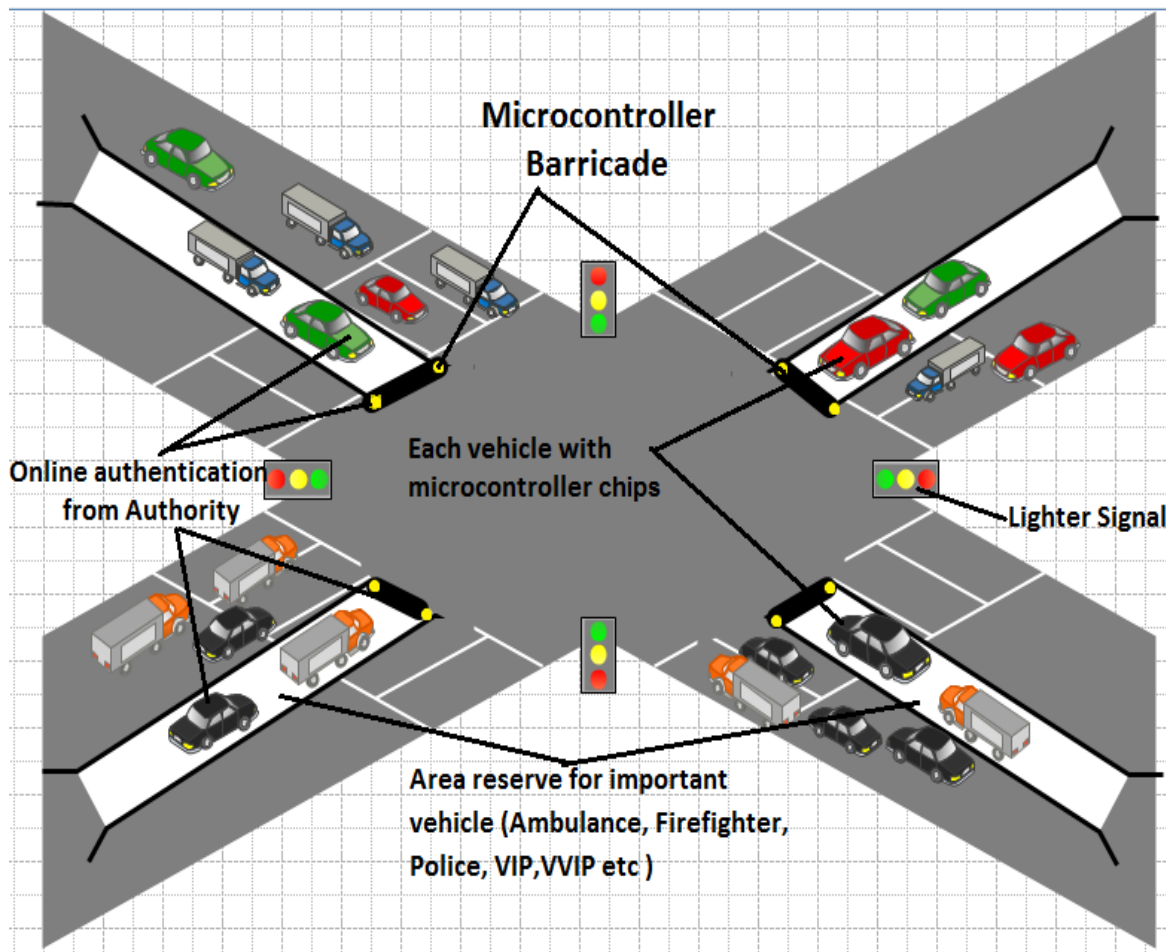 Microcontroller
Barricade
Each vehicle with
microcontroller chips
Online authentication
from Authority
Lighter Signal
Area reserve for important
vehicle (Ambulance, Firefighter,
Police, VIP,VVIP etc )